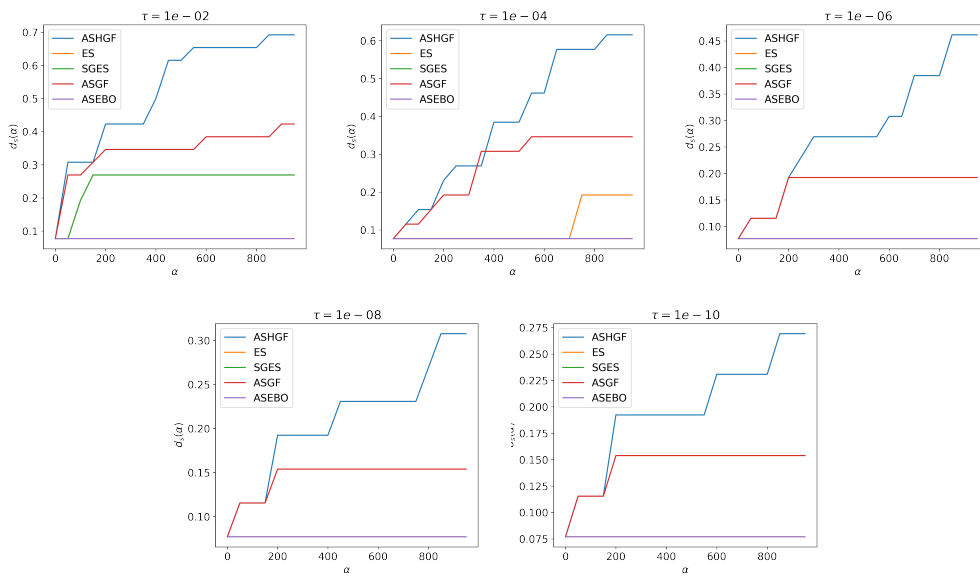 τ = 1e − 02
0.7
0.6
0.5
0.4
0.3
0.2
0.1
d_s(α)
ASHGF
ES
SGES
ASGF
ASEBO
0 200 400 600 800
α
τ = 1e − 04
0.6
0.5
0.4
0.3
0.2
0.1
d_s(α)
ASHGF
ES
SGES
ASGF
ASEBO
0 200 400 600 800
α
τ = 1e − 06
0.45
0.40
0.35
0.30
0.25
0.20
0.15
0.10
d_s(α)
ASHGF
ES
SGES
ASGF
ASEBO
0 200 400 600 800
α
τ = 1e − 08
0.30
0.25
0.20
0.15
0.10
d_s(α)
ASHGF
ES
SGES
ASGF
ASEBO
0 200 400 600 800
α
τ = 1e − 10
0.275
0.250
0.225
0.200
0.175
0.150
0.125
0.100
0.075
ASHGF
ES
SGES
ASGF
ASEBO
0 200 400 600 800
α